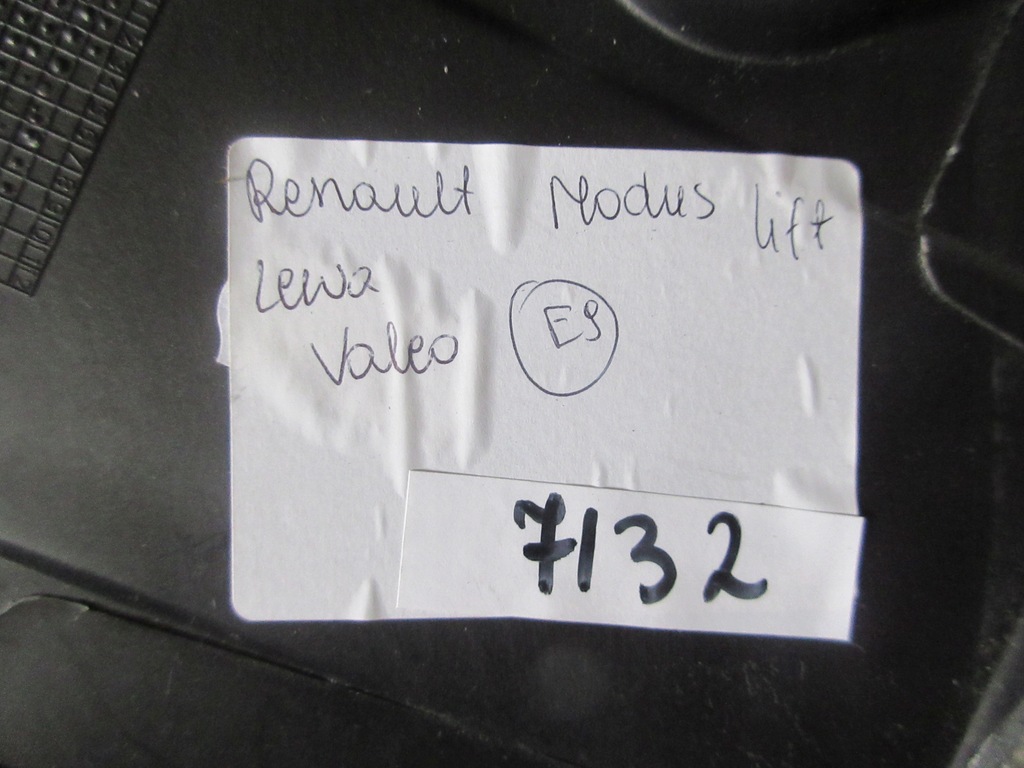 Renault Modus lift
Lewa
Valeo E9
7132